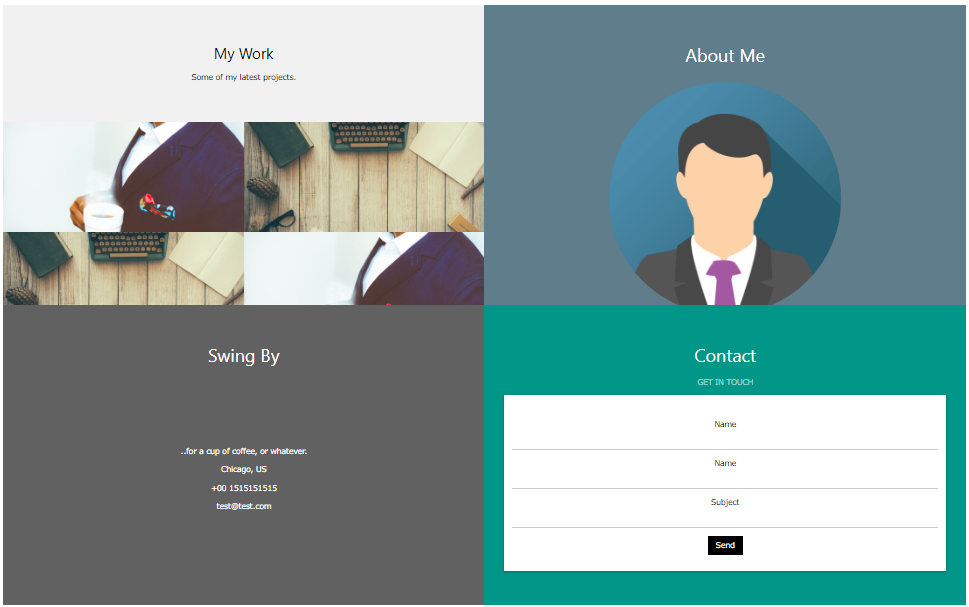 My Work
Some of my latest projects.
About Me
Swing By
..for a cup of coffee, or whatever.
Chicago, US
+00 1515151515
test@test.com
Contact
GET IN TOUCH
Name
Name
Subject
Send